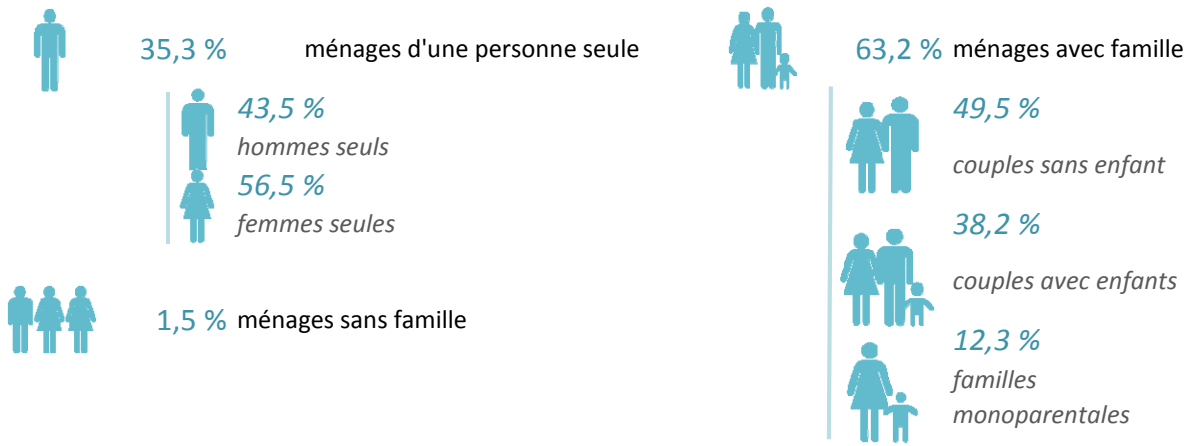 35,3 % ménages d'une personne seule
43,5 %
hommes seuls
56,5 %
femmes seules
1,5 % ménages sans famille
63,2 % ménages avec famille
49,5 %
couples sans enfant
38,2 %
couples avec enfants
12,3 %
familles
monoparentales